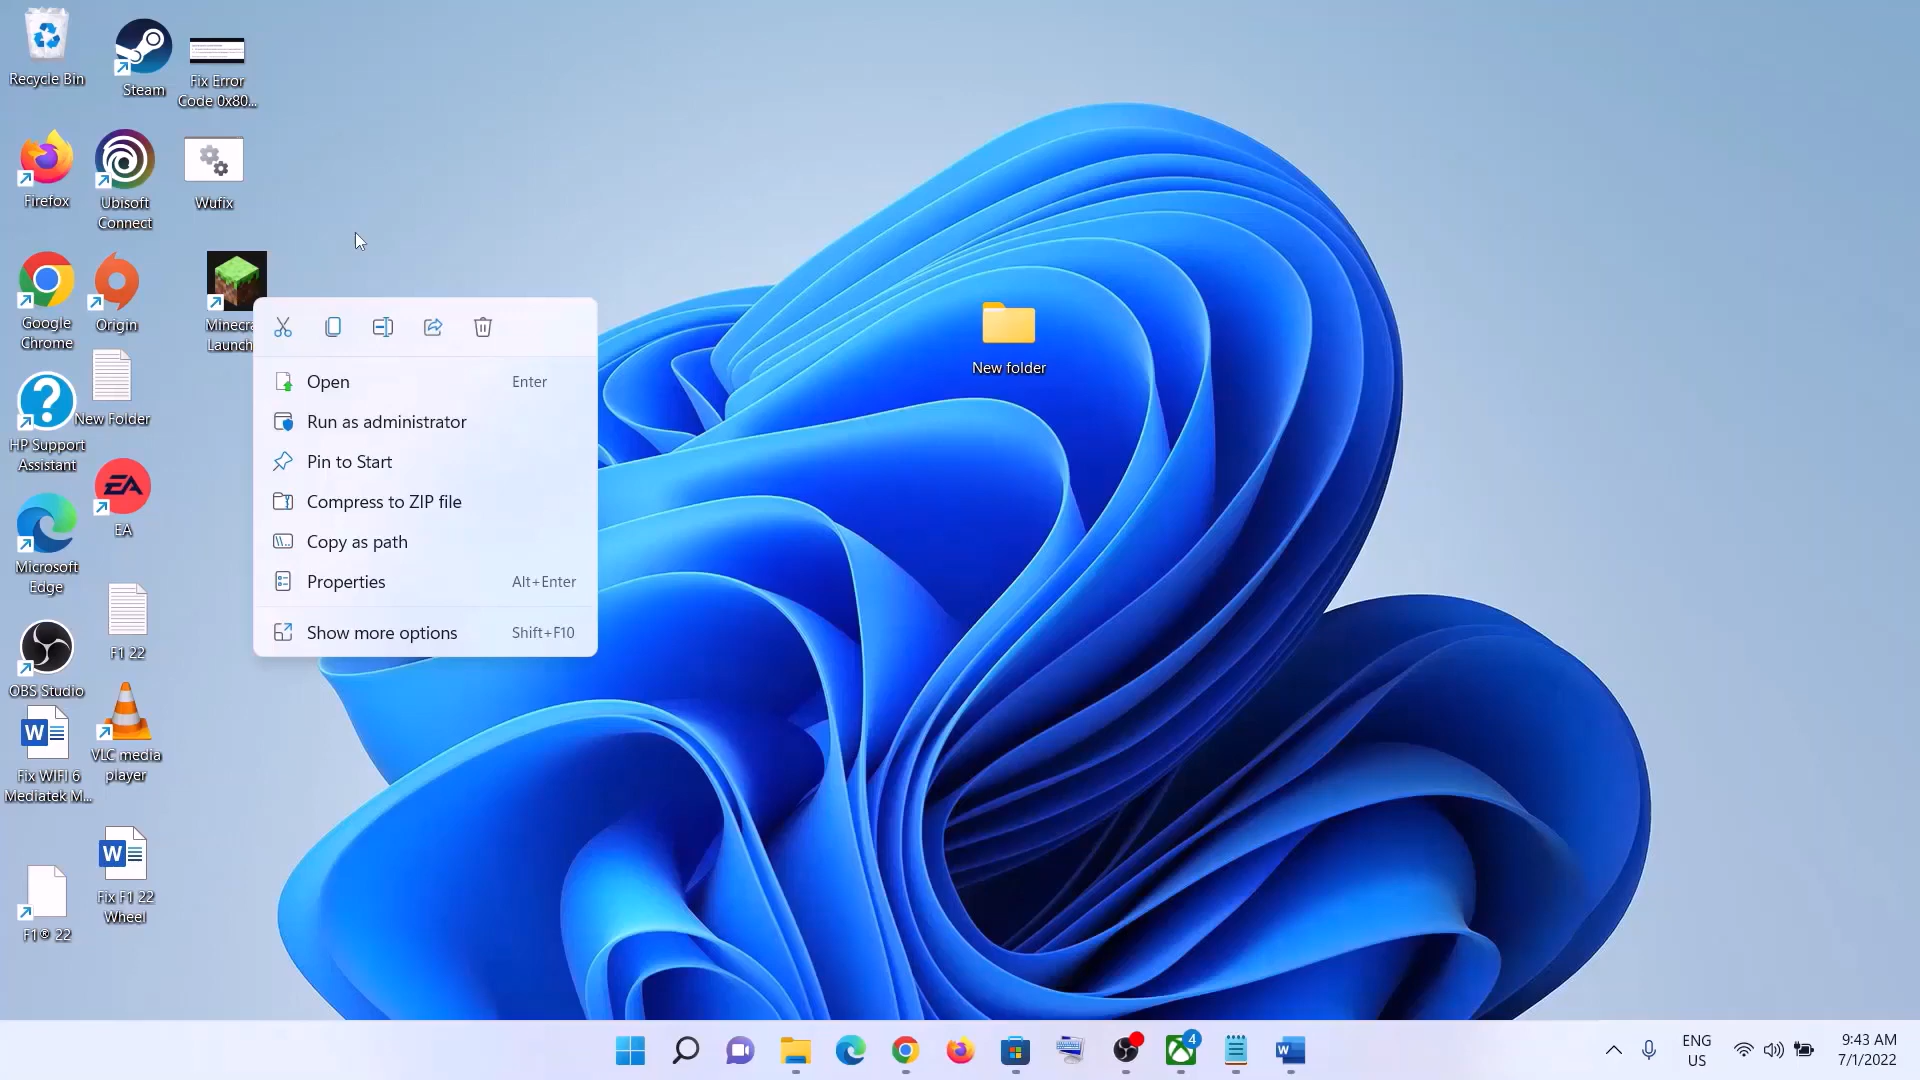 Recycle Bin
Steam
Fix Error
Code 0x80...
Firefox
Ubisoft
Connect
Wufix
Google
Chrome
Origin
Minecra
Launch
New Folder
HP Support
Assistant
EA
Microsoft
Edge
F1 22
OBS Studio
Fix WIFI 6
Mediatek M...
VLC media
player
F1® 22
Fix F1 22
Wheel
Open Enter
Run as administrator
Pin to Start
Compress to ZIP file
Copy as path
Properties Alt+Enter
Show more options Shift+F10
New folder
4
ENG
US
9:43 AM
7/1/2022